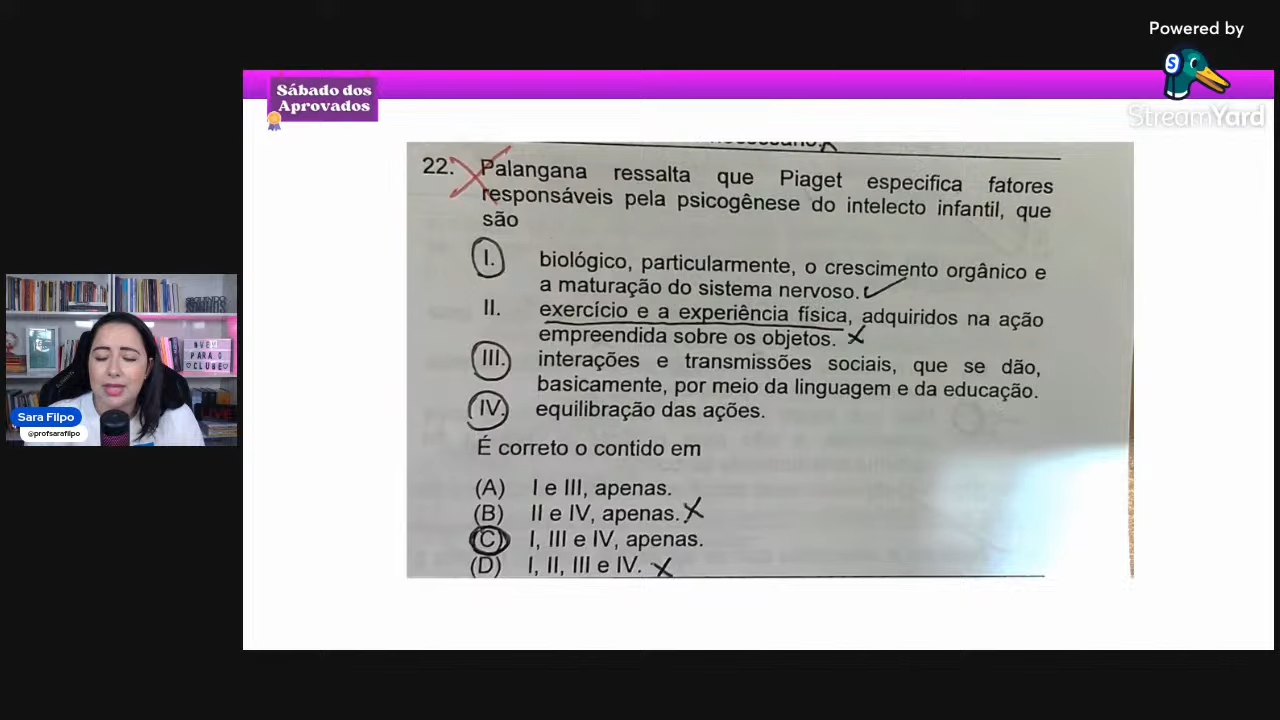 Powered by
StreamYard
Sábado dos
Aprovados
22. Palangana ressalta que Piaget especifica fatores
responsáveis pela psicogênese do intelecto infantil, que
são
I. biológico, particularmente, o crescimento orgânico e
a maturação do sistema nervoso.
II. exercício e a experiência física, adquiridos na ação
empreendida sobre os objetos.
III. interações e transmissões sociais, que se dão,
basicamente, por meio da linguagem e da educação.
IV. equilibração das ações.
É correto o contido em
(A) I e III, apenas.
(B) II e IV, apenas.
(C) I, III e IV, apenas.
(D) I, II, III e IV.
PARA O
CLUBE
Sara Filpo
@profsarafilpo